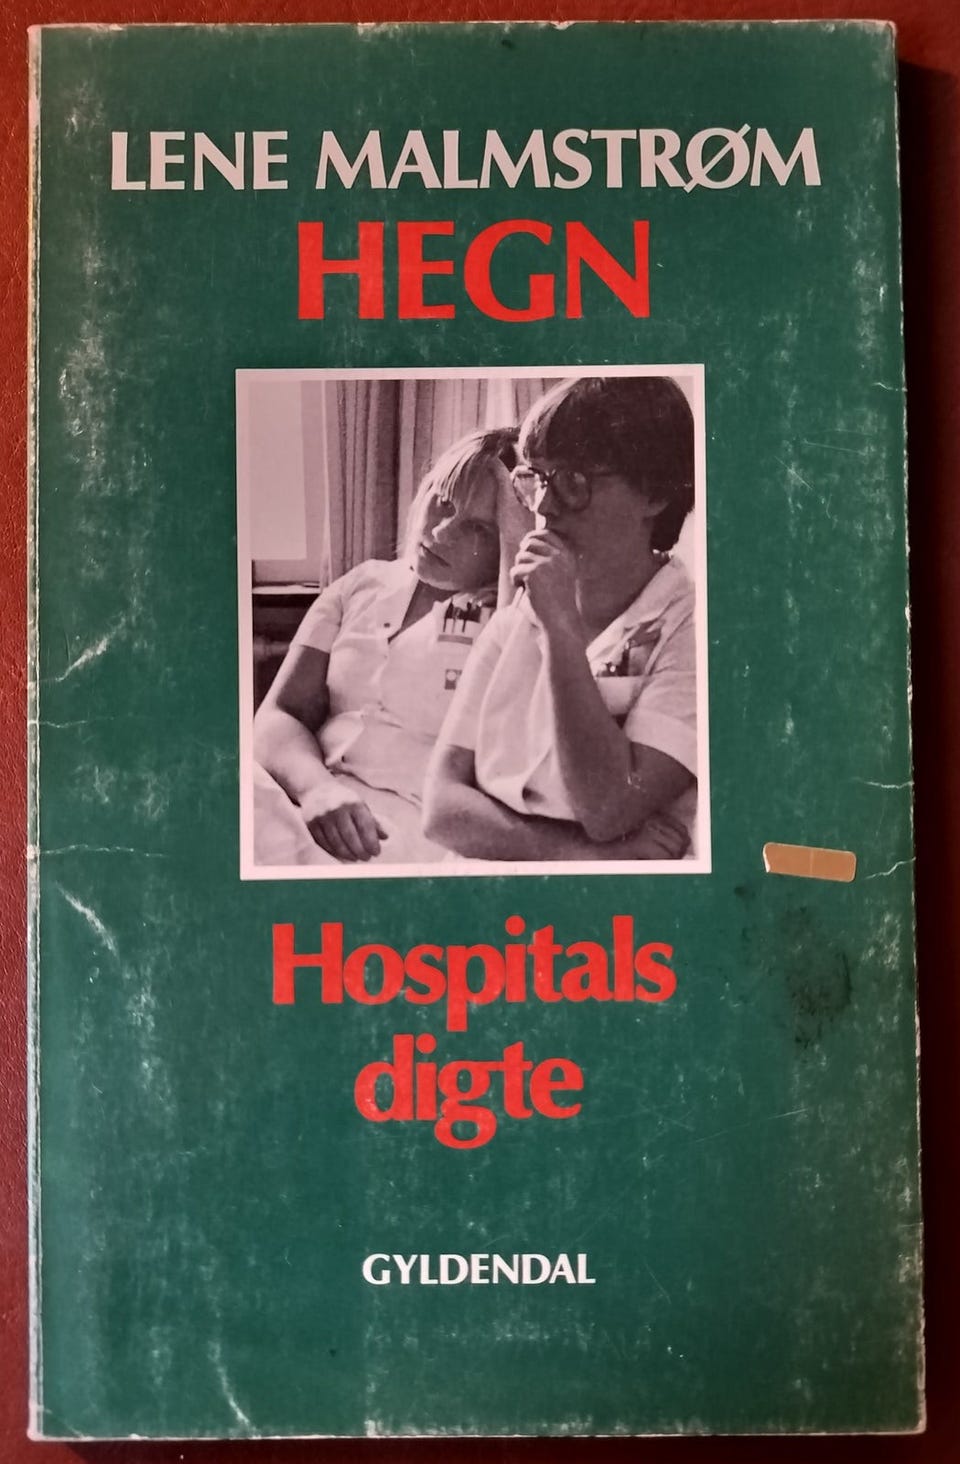 LENE MALMSTRØM
HEGN
Hospitals
digte
GYLDENDAL